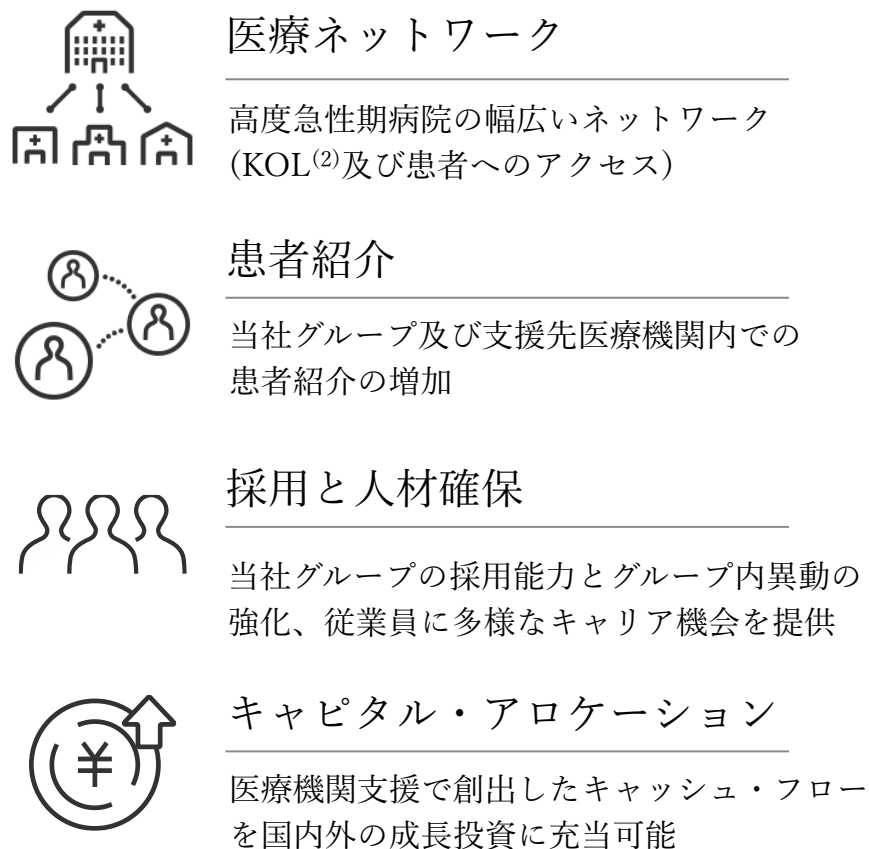 医療ネットワーク
高度急性期病院の幅広いネットワーク
(KOL(2)及び患者へのアクセス)
患者紹介
当社グループ及び支援先医療機関内での
患者紹介の増加
採用と人材確保
当社グループの採用能力とグループ内異動の
強化、従業員に多様なキャリア機会を提供
¥
キャピタル・アロケーション
医療機関支援で創出したキャッシュ・フロー
を国内外の成長投資に充当可能